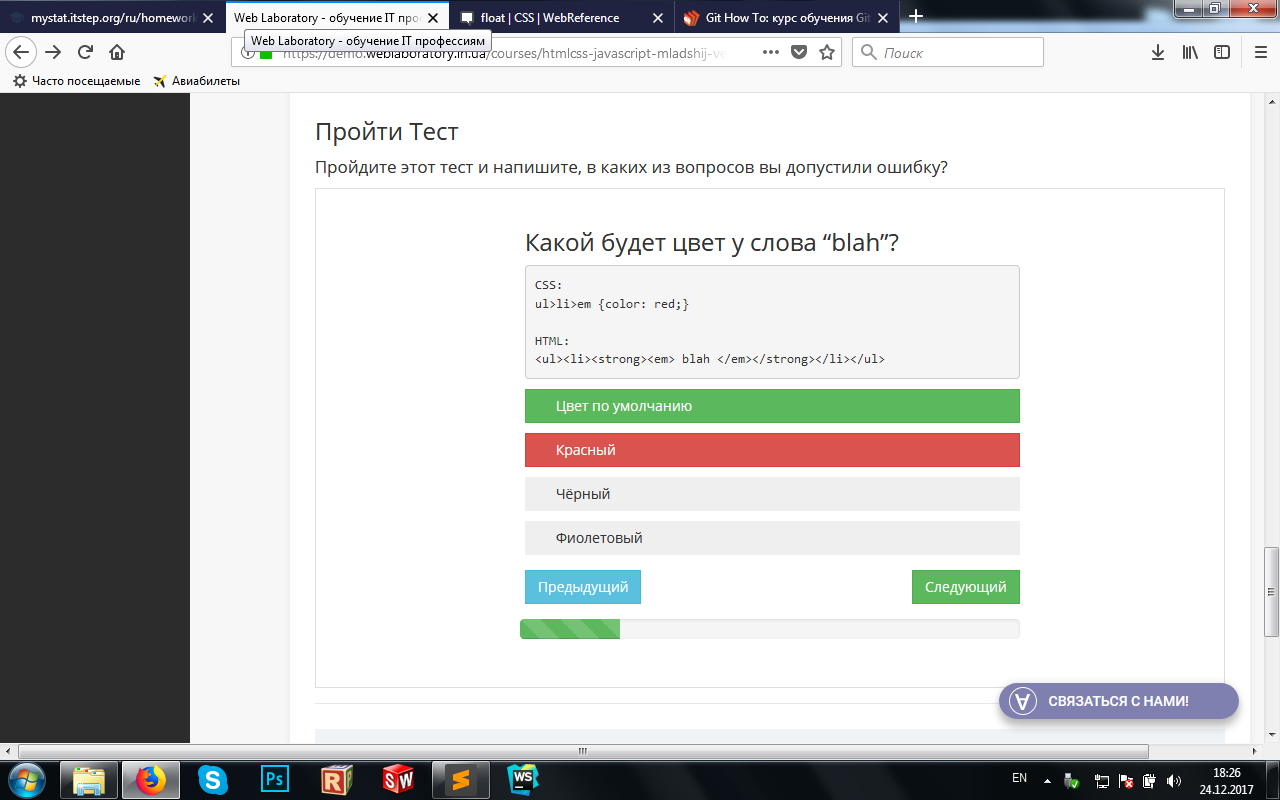 mystat.itstep.org/ru/homework
Web Laboratory - обучение IT про
float | CSS | WebReference
Git How To: курс обучения Git
Web Laboratory - обучение IT профессиям
https://demo.weblaboratory.in.ua/courses/htmlcss-javascript-mladshij-ve
Поиск
Часто посещаемые
Авиабилеты
Пройти Тест
Пройдите этот тест и напишите, в каких из вопросов вы допустили ошибку?
Какой будет цвет у слова “blah”?
CSS:
ul>li>em {color: red;}
HTML:
<ul><li><strong><em> blah </em></strong></li></ul>
Цвет по умолчанию
Красный
Чёрный
Фиолетовый
Предыдущий
Следующий
СВЯЗАТЬСЯ С НАМИ!
Ps
R
SW
S
WS
EN
18:26
24.12.2017